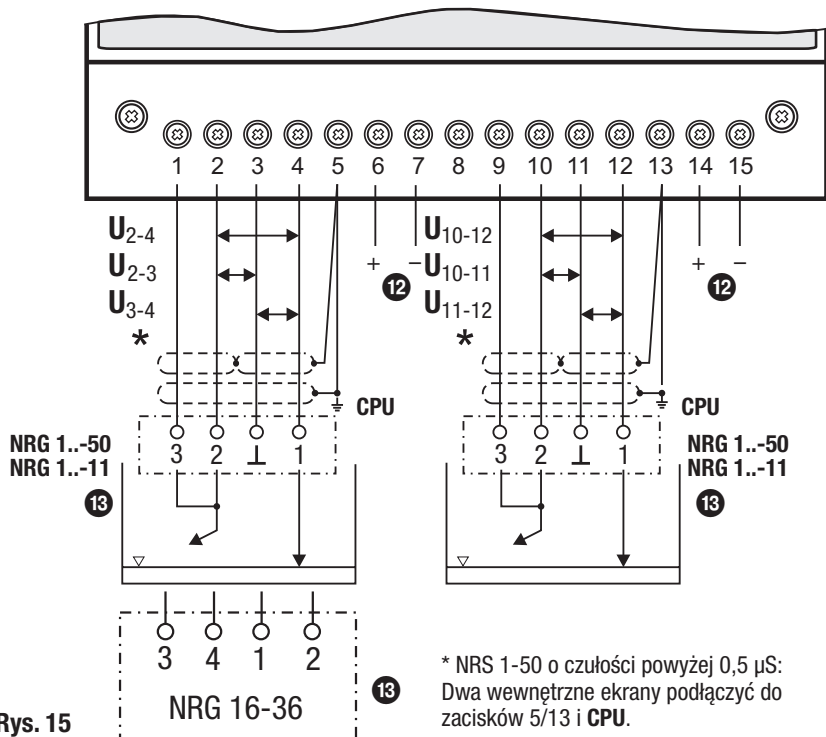 1 2 3 4 5 6 7 8 9 10 11 12 13 14 15
U2-4
U2-3
U3-4
*
+ −
12
U10-12
U10-11
U11-12
*
+ −
12
CPU
CPU
NRG 1..-50
NRG 1..-11
13
3 2 ⊥ 1
3 2 ⊥ 1
NRG 1..-50
NRG 1..-11
13
3 4 1 2
NRG 16-36
13
* NRS 1-50 o czułości powyżej 0,5 µS:
Dwa wewnętrzne ekrany podłączyć do
zacisków 5/13 i CPU.
Rys. 15